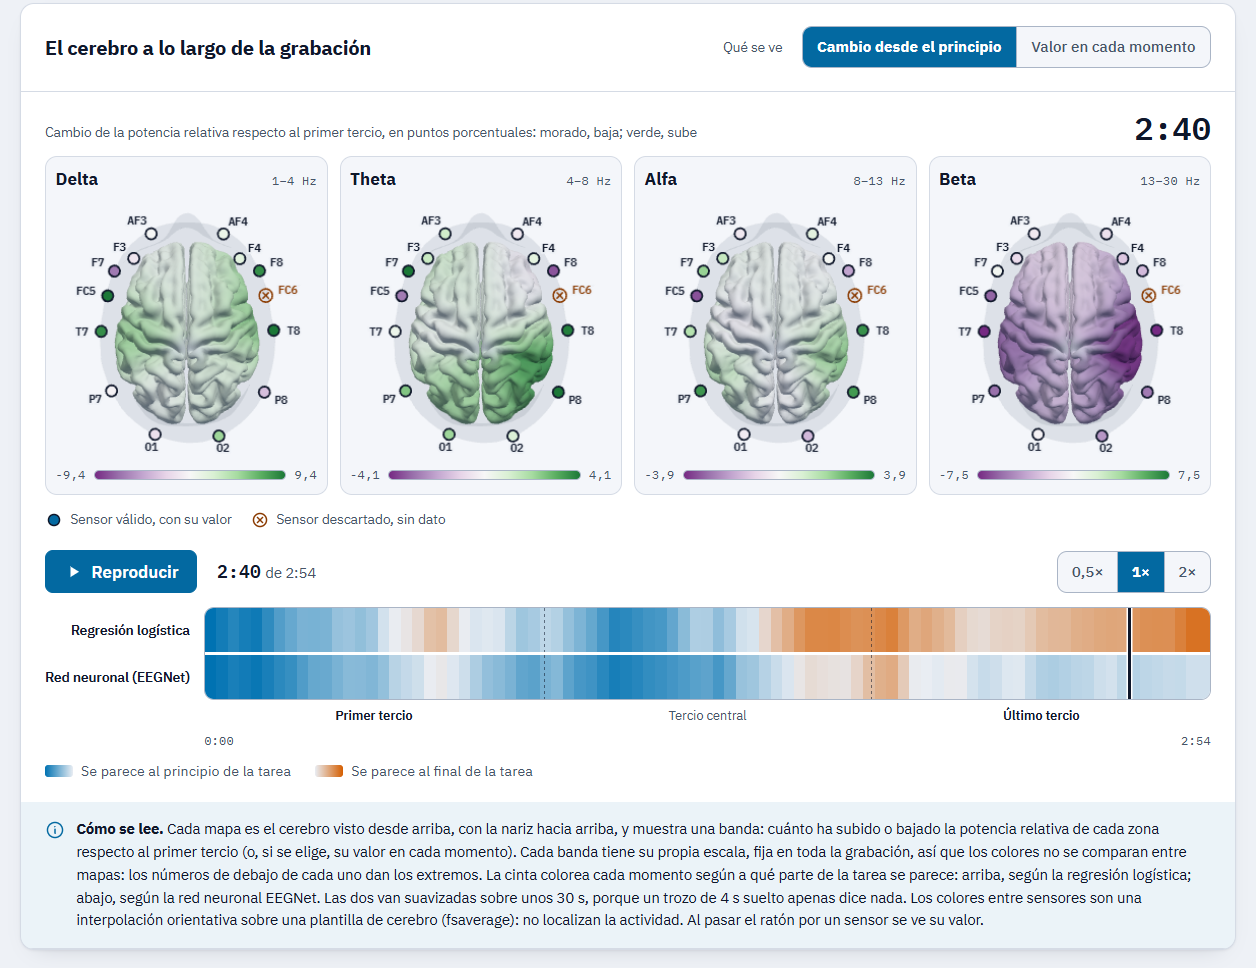 El cerebro a lo largo de la grabación
Qué se ve
Cambio desde el principio
Valor en cada momento
Cambio de la potencia relativa respecto al primer tercio, en puntos porcentuales: morado, baja; verde, sube
2:40
Delta
1–4 Hz
AF3
AF4
F3
F4
F7
F8
FC5
FC6
T7
T8
P7
P8
O1
O2
-9,4
9,4
Theta
4–8 Hz
AF3
AF4
F3
F4
F7
F8
FC5
FC6
T7
T8
P7
P8
O1
O2
-4,1
4,1
Alfa
8–13 Hz
AF3
AF4
F3
F4
F7
F8
FC5
FC6
T7
T8
P7
P8
O1
O2
-3,9
3,9
Beta
13–30 Hz
AF3
AF4
F3
F4
F7
F8
FC5
FC6
T7
T8
P7
P8
O1
O2
-7,5
7,5
Sensor válido, con su valor
Sensor descartado, sin dato
Reproducir
2:40 de 2:54
0,5×
1×
2×
Regresión logística
Red neuronal (EEGNet)
Primer tercio
Tercio central
Último tercio
0:00
2:54
Se parece al principio de la tarea
Se parece al final de la tarea
Cómo se lee. Cada mapa es el cerebro visto desde arriba, con la nariz hacia arriba, y muestra una banda: cuánto ha subido o bajado la potencia relativa de cada zona
respecto al primer tercio (o, si se elige, su valor en cada momento). Cada banda tiene su propia escala, fija en toda la grabación, así que los colores no se comparan entre
mapas: los números de debajo de cada uno dan los extremos. La cinta colorea cada momento según a qué parte de la tarea se parece: arriba, según la regresión logística;
abajo, según la red neuronal EEGNet. Las dos van suavizadas sobre unos 30 s, porque un trozo de 4 s suelto apenas dice nada. Los colores entre sensores son una
interpolación orientativa sobre una plantilla de cerebro (fsaverage): no localizan la actividad. Al pasar el ratón por un sensor se ve su valor.